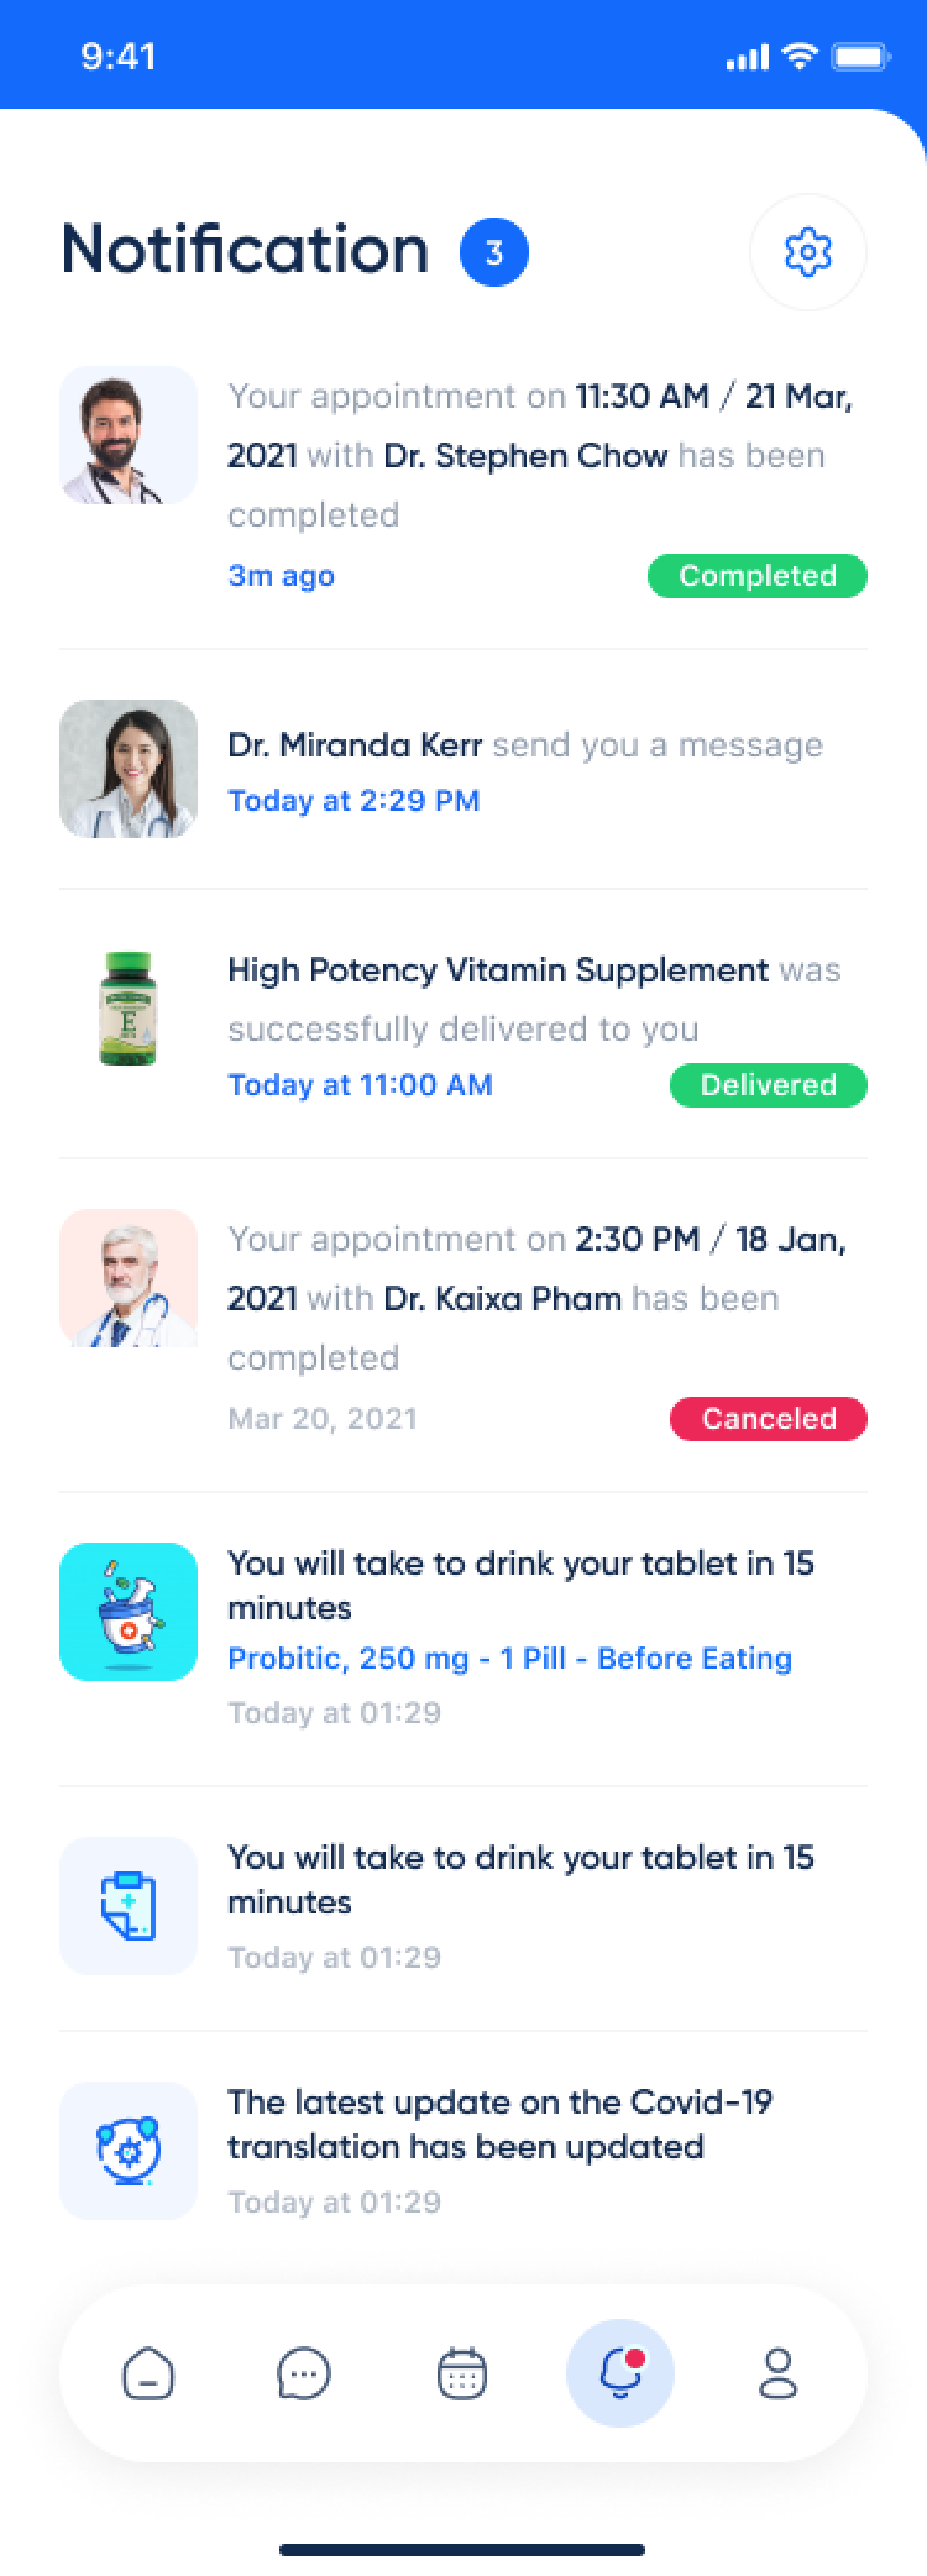 9:41
Notification 3
Your appointment on 11:30 AM / 21 Mar,
2021 with Dr. Stephen Chow has been
completed
3m ago Completed
Dr. Miranda Kerr send you a message
Today at 2:29 PM
E
High Potency Vitamin Supplement was
successfully delivered to you
Today at 11:00 AM Delivered
Your appointment on 2:30 PM / 18 Jan,
2021 with Dr. Kaixa Pham has been
completed
Mar 20, 2021 Canceled
You will take to drink your tablet in 15
minutes
Probitic, 250 mg - 1 Pill - Before Eating
Today at 01:29
You will take to drink your tablet in 15
minutes
Today at 01:29
The latest update on the Covid-19
translation has been updated
Today at 01:29